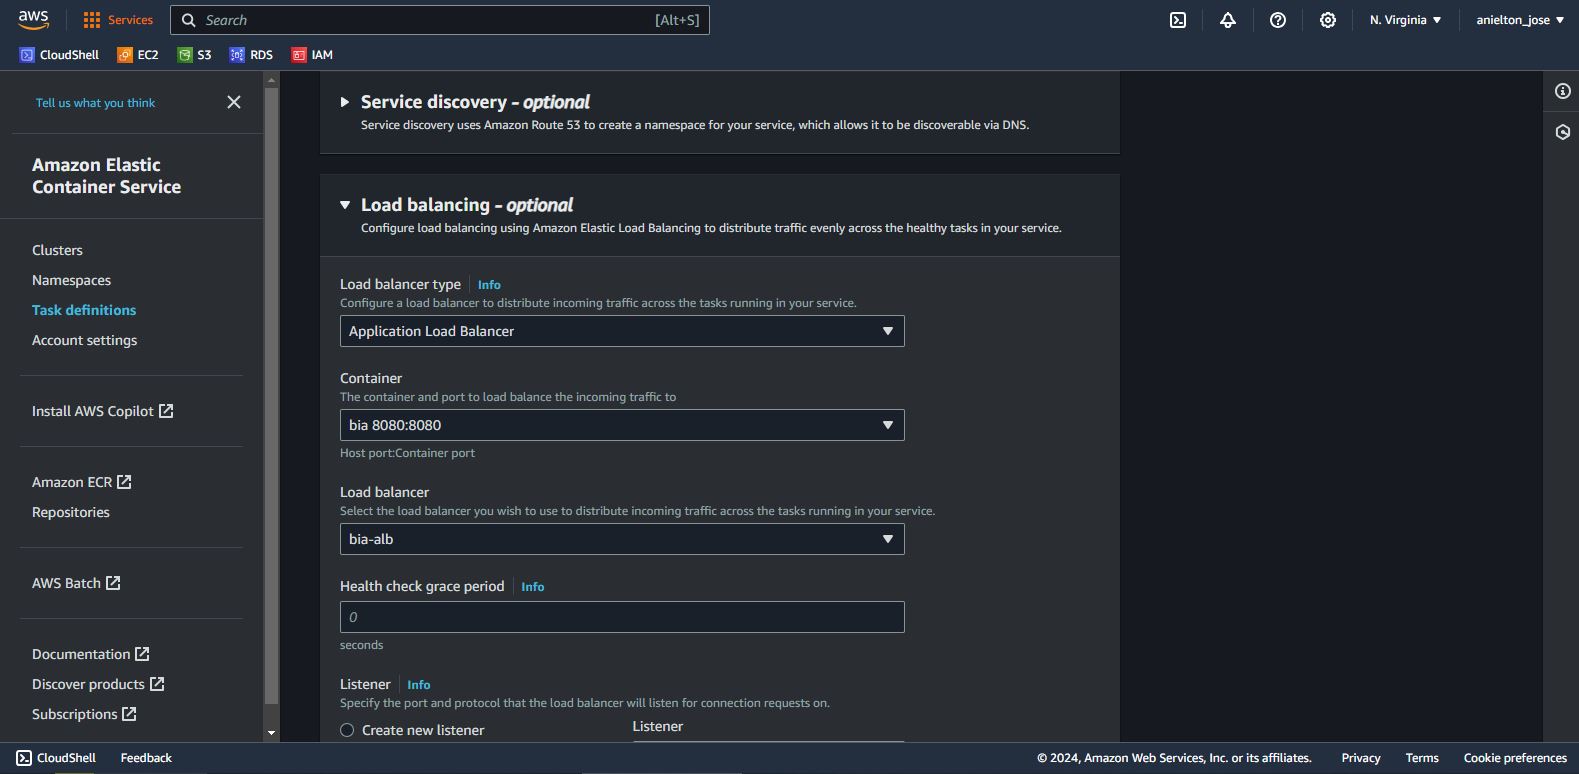 aws
Services
Search
[Alt+S]
N. Virginia
anielton_jose
CloudShell
EC2
S3
RDS
IAM
Tell us what you think
Amazon Elastic
Container Service
Clusters
Namespaces
Task definitions
Account settings
Install AWS Copilot
Amazon ECR
Repositories
AWS Batch
Documentation
Discover products
Subscriptions
Service discovery - optional
Service discovery uses Amazon Route 53 to create a namespace for your service, which allows it to be discoverable via DNS.
Load balancing - optional
Configure load balancing using Amazon Elastic Load Balancing to distribute traffic evenly across the healthy tasks in your service.
Load balancer type Info
Configure a load balancer to distribute incoming traffic across the tasks running in your service.
Application Load Balancer
Container
The container and port to load balance the incoming traffic to
bia 8080:8080
Host port:Container port
Load balancer
Select the load balancer you wish to use to distribute incoming traffic across the tasks running in your service.
bia-alb
Health check grace period Info
0
seconds
Listener Info
Specify the port and protocol that the load balancer will listen for connection requests on.
Create new listener
Listener
CloudShell
Feedback
© 2024, Amazon Web Services, Inc. or its affiliates.
Privacy
Terms
Cookie preferences